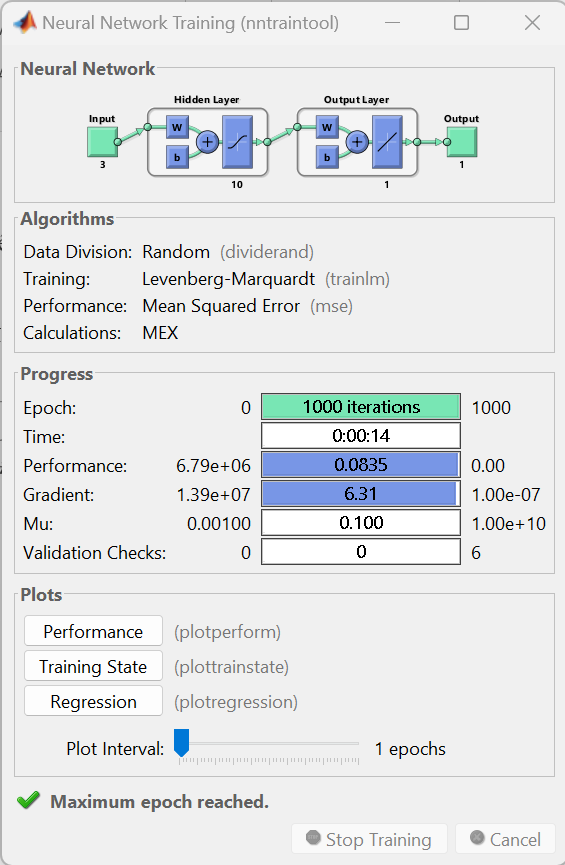 Neural Network Training (nntraintool)
Neural Network
Hidden Layer Output Layer
Input Output
W W
b b
3 10 1 1
Algorithms
Data Division: Random (dividerand)
Training: Levenberg-Marquardt (trainlm)
Performance: Mean Squared Error (mse)
Calculations: MEX
Progress
Epoch: 0 1000 iterations 1000
Time: 0:00:14
Performance: 6.79e+06 0.0835 0.00
Gradient: 1.39e+07 6.31 1.00e-07
Mu: 0.00100 0.100 1.00e+10
Validation Checks: 0 0 6
Plots
Performance (plotperform)
Training State (plottrainstate)
Regression (plotregression)
Plot Interval: 1 epochs
Maximum epoch reached.
Stop Training Cancel